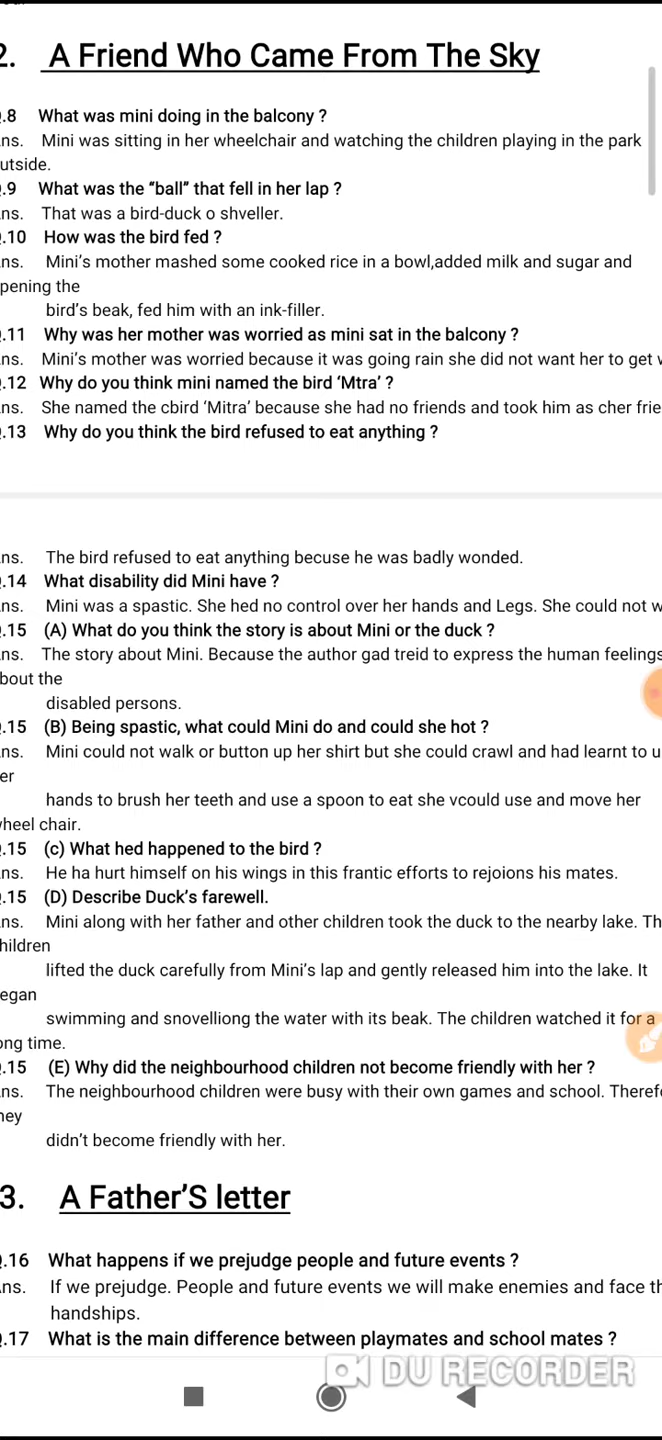 2. A Friend Who Came From The Sky
.8 What was mini doing in the balcony ?
ns. Mini was sitting in her wheelchair and watching the children playing in the park
utside.
.9 What was the “ball” that fell in her lap ?
ns. That was a bird-duck o shveller.
.10 How was the bird fed ?
ns. Mini’s mother mashed some cooked rice in a bowl,added milk and sugar and
pening the
bird’s beak, fed him with an ink-filler.
.11 Why was her mother was worried as mini sat in the balcony ?
ns. Mini’s mother was worried because it was going rain she did not want her to get
.12 Why do you think mini named the bird ‘Mtra’ ?
ns. She named the cbird ‘Mitra’ because she had no friends and took him as cher frie
.13 Why do you think the bird refused to eat anything ?
ns. The bird refused to eat anything becuse he was badly wonded.
.14 What disability did Mini have ?
ns. Mini was a spastic. She hed no control over her hands and Legs. She could not w
.15 (A) What do you think the story is about Mini or the duck ?
ns. The story about Mini. Because the author gad treid to express the human feelings
bout the
disabled persons.
.15 (B) Being spastic, what could Mini do and could she hot ?
ns. Mini could not walk or button up her shirt but she could crawl and had learnt to u
er
hands to brush her teeth and use a spoon to eat she vcould use and move her
heel chair.
.15 (c) What hed happened to the bird ?
ns. He ha hurt himself on his wings in this frantic efforts to rejoions his mates.
.15 (D) Describe Duck’s farewell.
ns. Mini along with her father and other children took the duck to the nearby lake. Th
hildren
lifted the duck carefully from Mini’s lap and gently released him into the lake. It
egan
swimming and snovelliong the water with its beak. The children watched it for a
ong time.
.15 (E) Why did the neighbourhood children not become friendly with her ?
ns. The neighbourhood children were busy with their own games and school. Theref
hey
didn’t become friendly with her.
3. A Father’S letter
.16 What happens if we prejudge people and future events ?
ns. If we prejudge. People and future events we will make enemies and face th
handships.
.17 What is the main difference between playmates and school mates ?
DU RECORDER